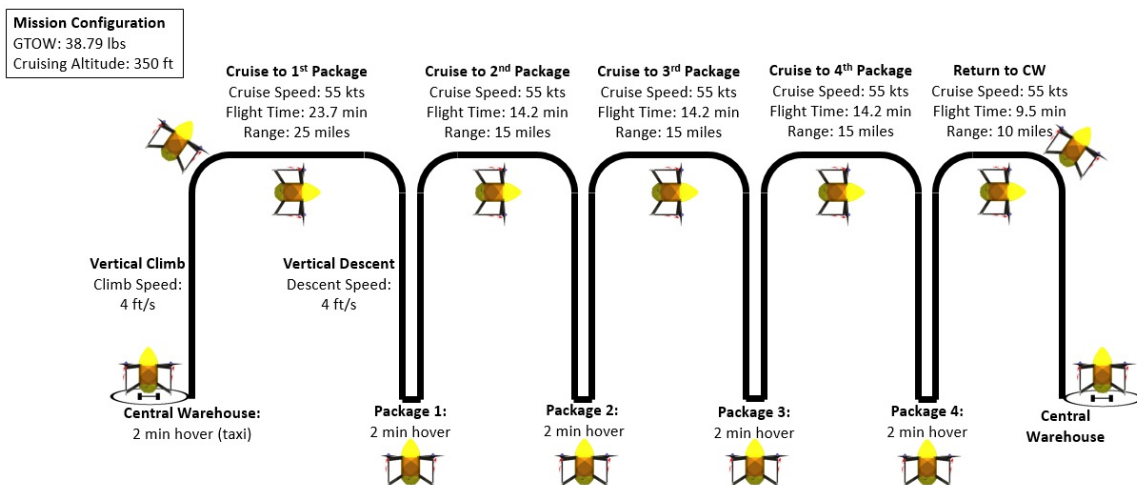 Mission Configuration
GTOW: 38.79 lbs
Cruising Altitude: 350 ft
Cruise to 1st Package
Cruise Speed: 55 kts
Flight Time: 23.7 min
Range: 25 miles
Cruise to 2nd Package
Cruise Speed: 55 kts
Flight Time: 14.2 min
Range: 15 miles
Cruise to 3rd Package
Cruise Speed: 55 kts
Flight Time: 14.2 min
Range: 15 miles
Cruise to 4th Package
Cruise Speed: 55 kts
Flight Time: 14.2 min
Range: 15 miles
Return to CW
Cruise Speed: 55 kts
Flight Time: 9.5 min
Range: 10 miles
Vertical Climb
Climb Speed:
4 ft/s
Vertical Descent
Descent Speed:
4 ft/s
Central Warehouse:
2 min hover (taxi)
Package 1:
2 min hover
Package 2:
2 min hover
Package 3:
2 min hover
Package 4:
2 min hover
Central
Warehouse